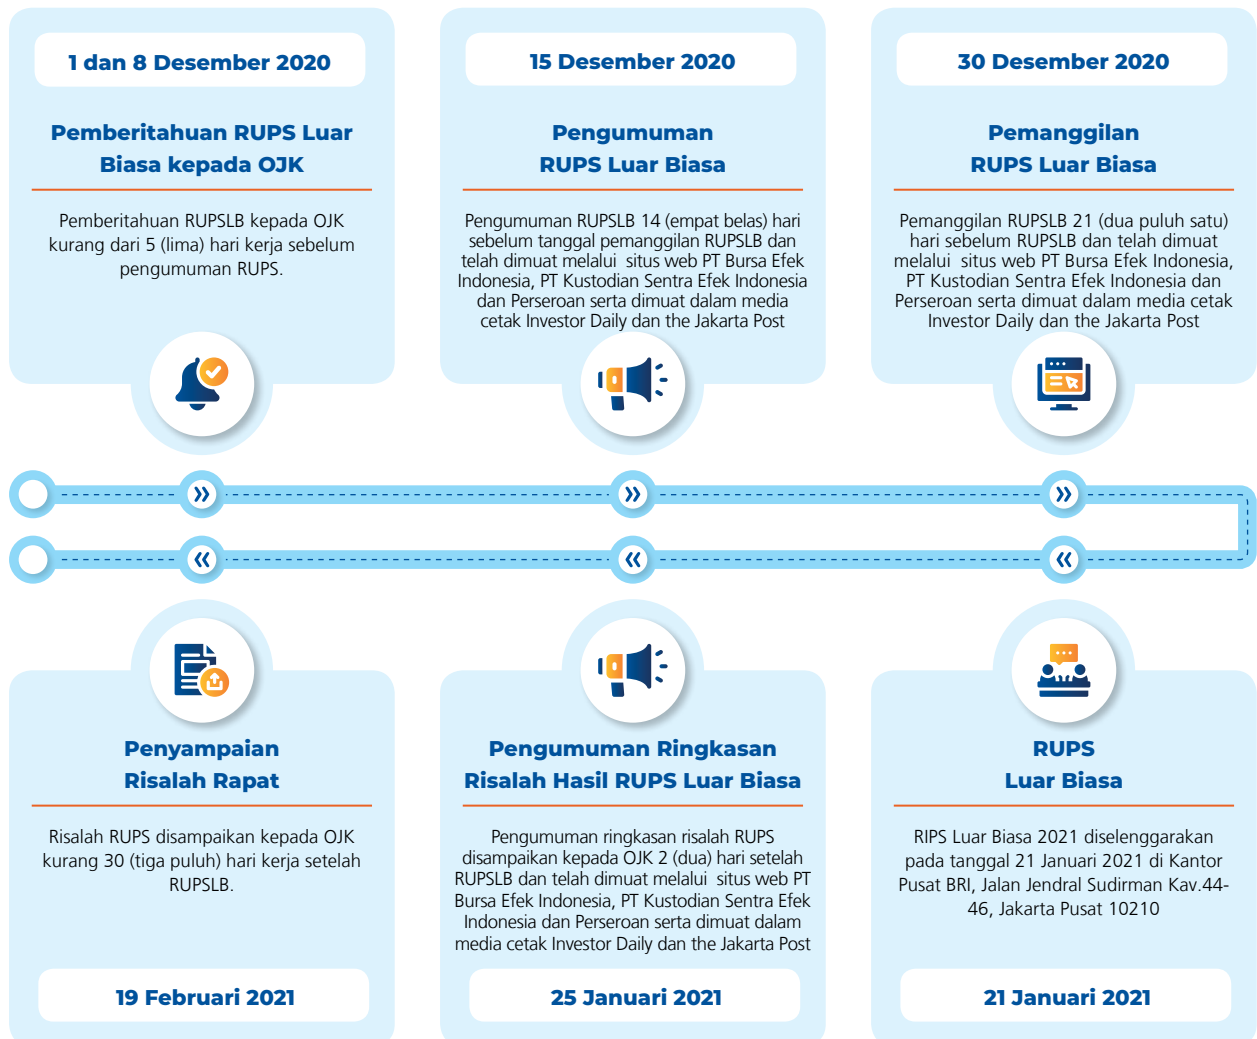 1 dan 8 Desember 2020
Pemberitahuan RUPS Luar
Biasa kepada OJK
Pemberitahuan RUPSLB kepada OJK
kurang dari 5 (lima) hari kerja sebelum
pengumuman RUPS.
15 Desember 2020
Pengumuman
RUPS Luar Biasa
Pengumuman RUPSLB 14 (empat belas) hari
sebelum tanggal pemanggilan RUPSLB dan
telah dimuat melalui situs web PT Bursa Efek
Indonesia, PT Kustodian Sentra Efek Indonesia
dan Perseroan serta dimuat dalam media
cetak Investor Daily dan the Jakarta Post
30 Desember 2020
Pemanggilan
RUPS Luar Biasa
Pemanggilan RUPSLB 21 (dua puluh satu)
hari sebelum RUPSLB dan telah dimuat
melalui situs web PT Bursa Efek Indonesia,
PT Kustodian Sentra Efek Indonesia dan
Perseroan serta dimuat dalam media cetak
Investor Daily dan the Jakarta Post
Penyampaian
Risalah Rapat
Risalah RUPS disampaikan kepada OJK
kurang 30 (tiga puluh) hari kerja setelah
RUPSLB.
19 Februari 2021
Pengumuman Ringkasan
Risalah Hasil RUPS Luar Biasa
Pengumuman ringkasan risalah RUPS
disampaikan kepada OJK 2 (dua) hari setelah
RUPSLB dan telah dimuat melalui situs web PT
Bursa Efek Indonesia, PT Kustodian Sentra Efek
Indonesia dan Perseroan serta dimuat dalam
media cetak Investor Daily dan the Jakarta Post
25 Januari 2021
RUPS
Luar Biasa
RIPS Luar Biasa 2021 diselenggarakan
pada tanggal 21 Januari 2021 di Kantor
Pusat BRI, Jalan Jendral Sudirman Kav.44-
46, Jakarta Pusat 10210
21 Januari 2021